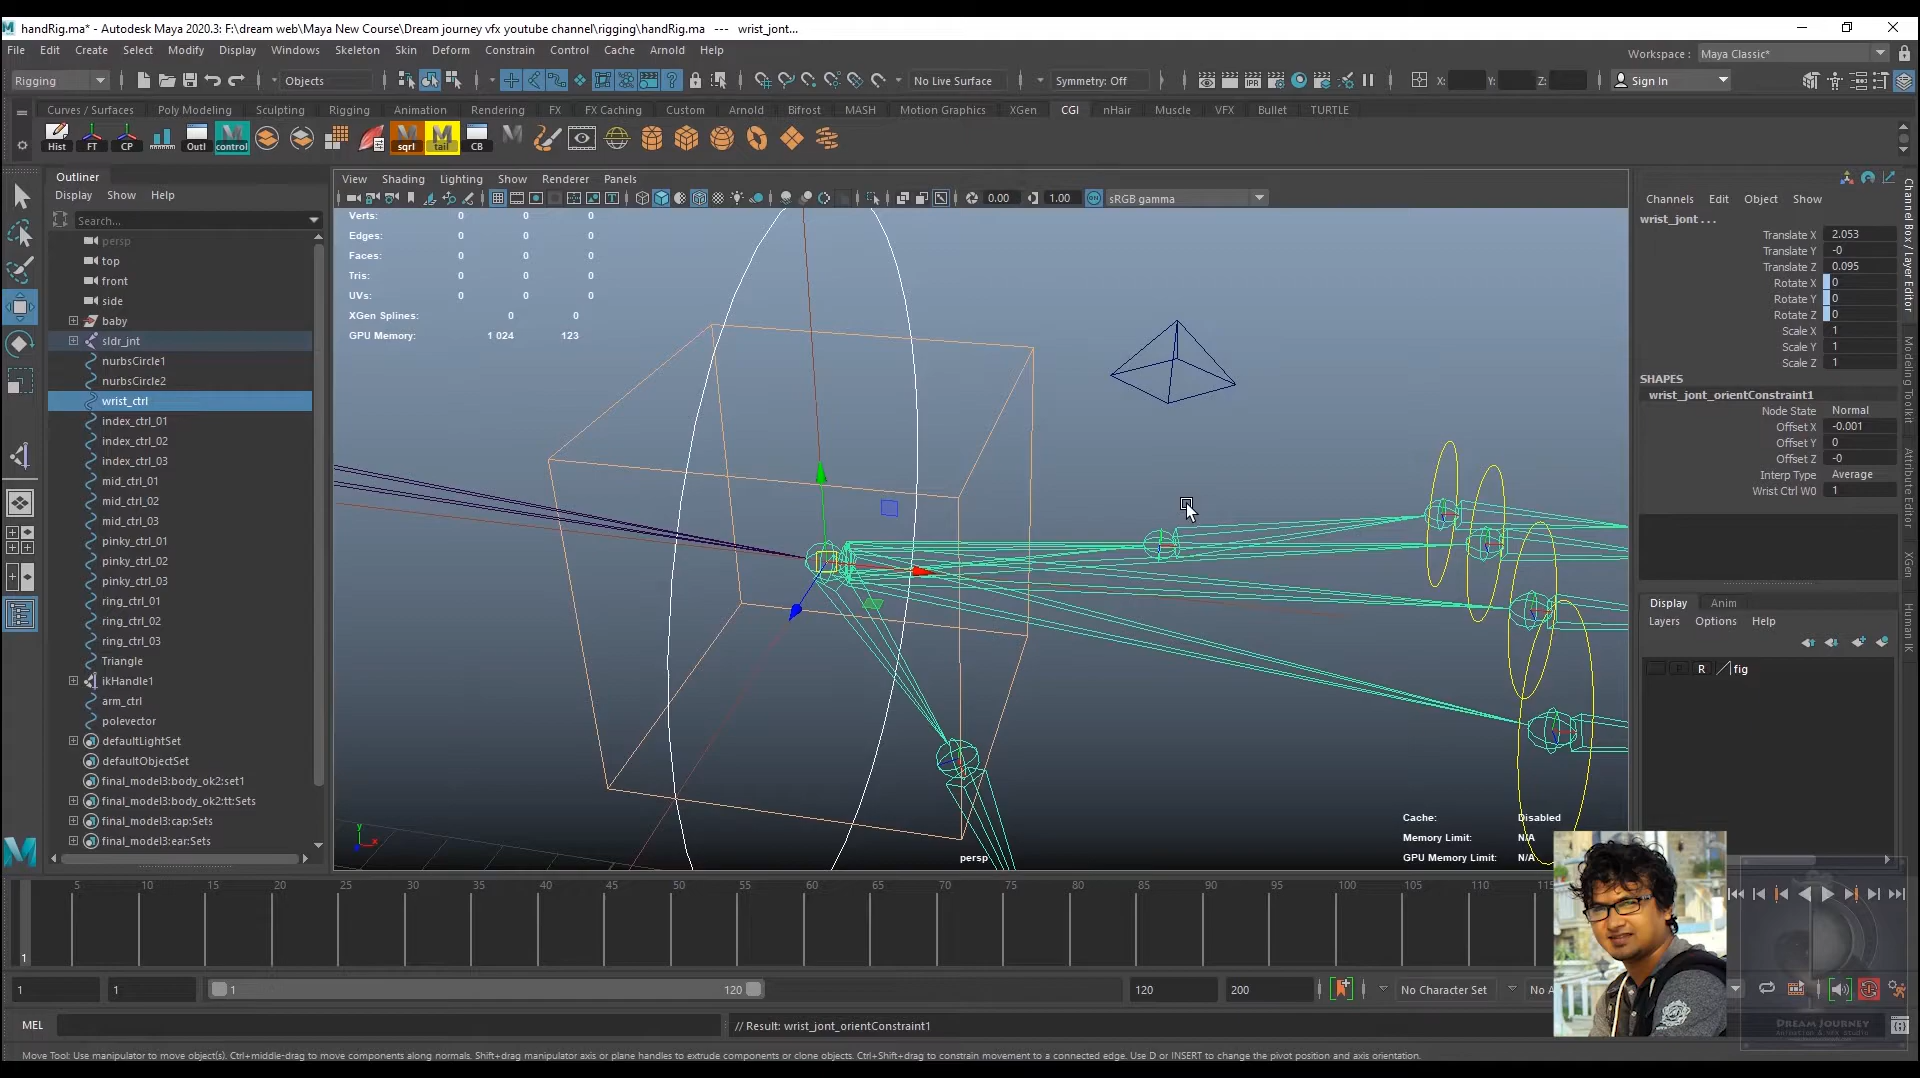 handRig.ma* - Autodesk Maya 2020.3: F:\dream web\Maya New Course\Dream journey vfx youtube channel\rigging\handRig.ma   ---   wrist_jont...
File Edit Create Select Modify Display Windows Skeleton Skin Deform Constrain Control Cache Arnold Help
Workspace : Maya Classic*
Rigging Objects No Live Surface Symmetry: Off X: Y: Z: Sign In
Curves / Surfaces Poly Modeling Sculpting Rigging Animation Rendering FX FX Caching Custom Arnold Bifrost MASH Motion Graphics XGen CGI nHair Muscle VFX Bullet TURTLE
Hist FT CP Outl control sqrl tail CB
Outliner
Display Show Help
Search...
persp
top
front
side
baby
sldr_jnt
nurbsCircle1
nurbsCircle2
wrist_ctrl
index_ctrl_01
index_ctrl_02
index_ctrl_03
mid_ctrl_01
mid_ctrl_02
mid_ctrl_03
pinky_ctrl_01
pinky_ctrl_02
pinky_ctrl_03
ring_ctrl_01
ring_ctrl_02
ring_ctrl_03
Triangle
ikHandle1
arm_ctrl
polevector
defaultLightSet
defaultObjectSet
final_model3:body_ok2:set1
final_model3:body_ok2:tt:Sets
final_model3:cap:Sets
final_model3:ear:Sets
View Shading Lighting Show Renderer Panels
0.00 1.00 sRGB gamma
Verts: 0 0 0
Edges: 0 0 0
Faces: 0 0 0
Tris: 0 0 0
UVs: 0 0 0
XGen Splines: 0 0
GPU Memory: 1 024 123
y
x
Cache: Disabled
Memory Limit: N/A
GPU Memory Limit: N/A
persp
Channels Edit Object Show
wrist_jont . . .
Translate X 2.053
Translate Y -0
Translate Z 0.095
Rotate X 0
Rotate Y 0
Rotate Z 0
Scale X 1
Scale Y 1
Scale Z 1
SHAPES
wrist_jont_orientConstraint1
Node State Normal
Offset X -0.001
Offset Y 0
Offset Z -0
Interp Type Average
Wrist Ctrl W0 1
Display Anim
Layers Options Help
R fig
Channel Box / Layer Editor
Modeling Toolkit
Attribute Editor
XGen
Human IK
5 10 15 20 25 30 35 40 45 50 55 60 65 70 75 80 85 90 95 100 105 110 11
1
1 1 1 120 120 200 No Character Set No A
MEL // Result: wrist_jont_orientConstraint1
DREAM JOURNEY
Move Tool: Use manipulator to move object(s). Ctrl+middle-drag to move components along normals. Shift+drag manipulator axis or plane handles to extrude components or clone objects. Ctrl+Shift+drag to constrain movement to a connected edge. Use D or INSERT to change the pivot position and axis orientation.